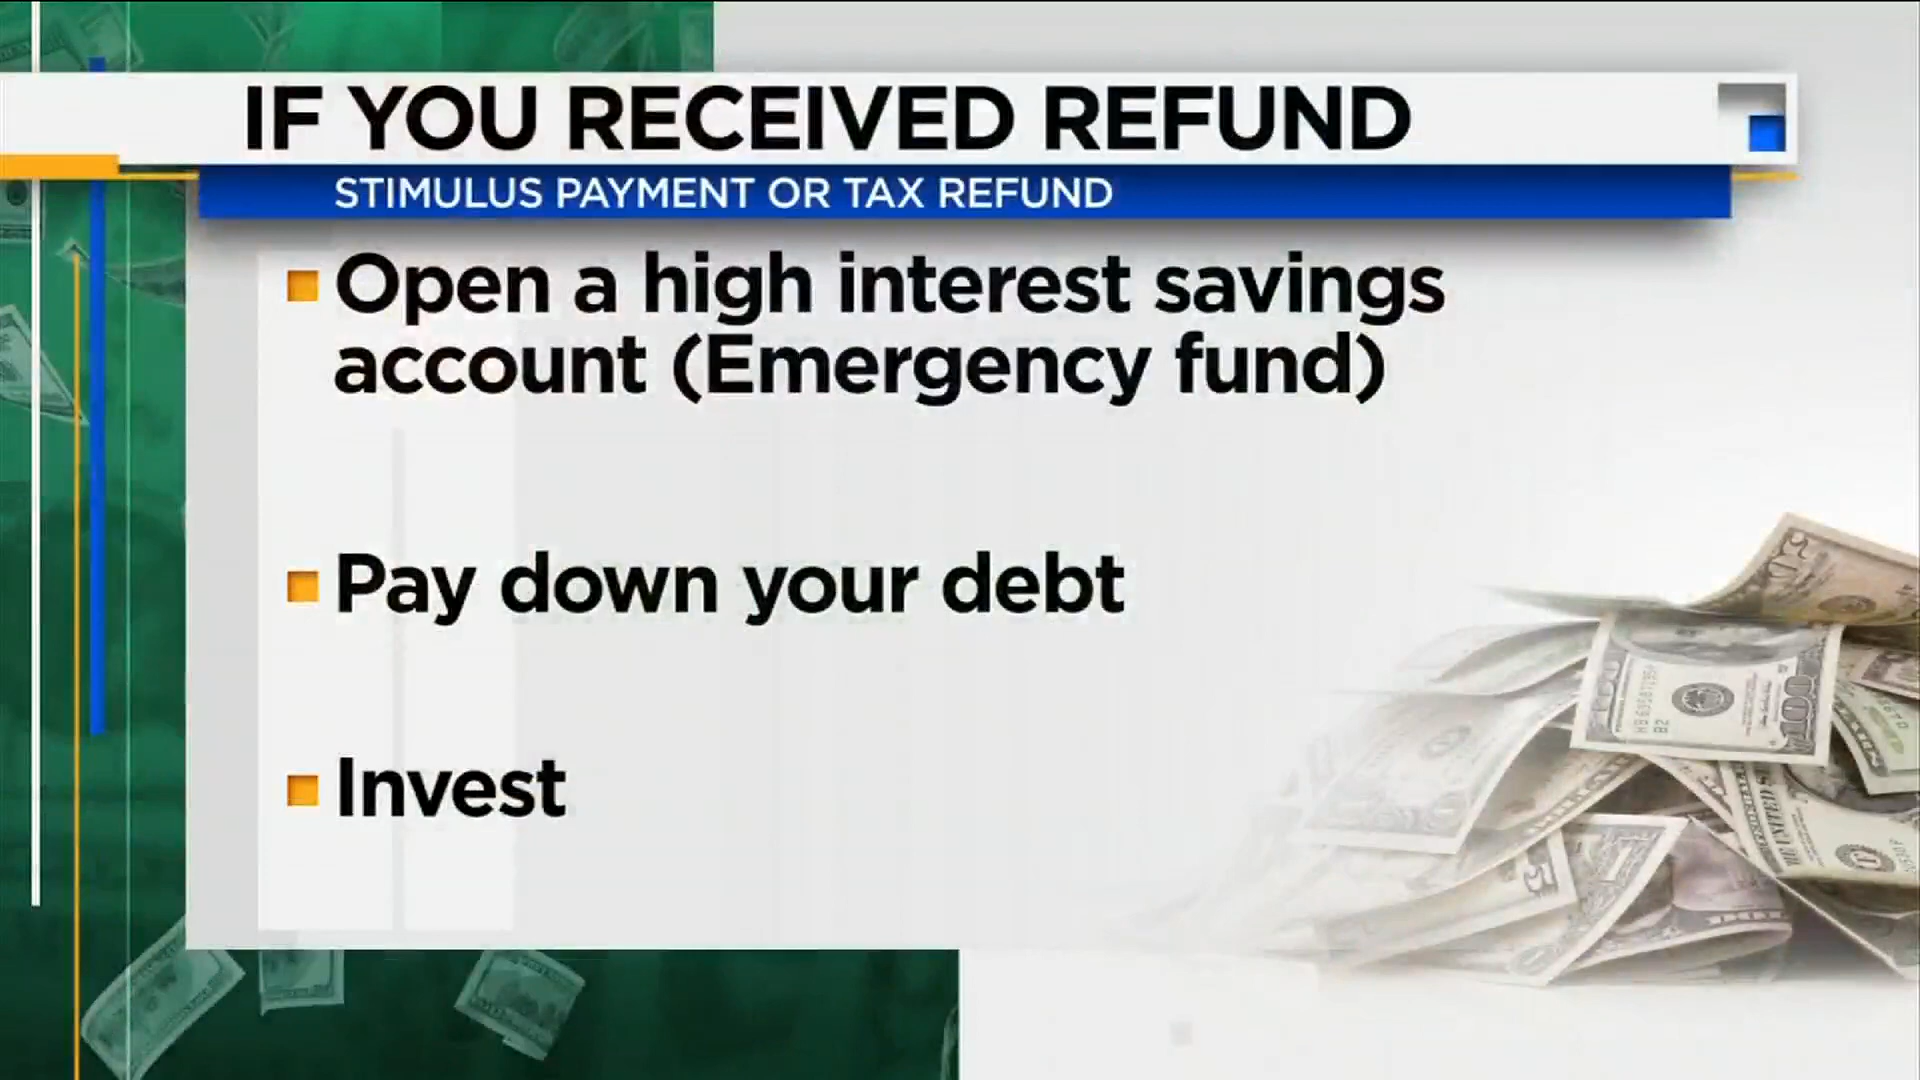 IF YOU RECEIVED REFUND
STIMULUS PAYMENT OR TAX REFUND
Open a high interest savings
account (Emergency fund)
Pay down your debt
Invest
100